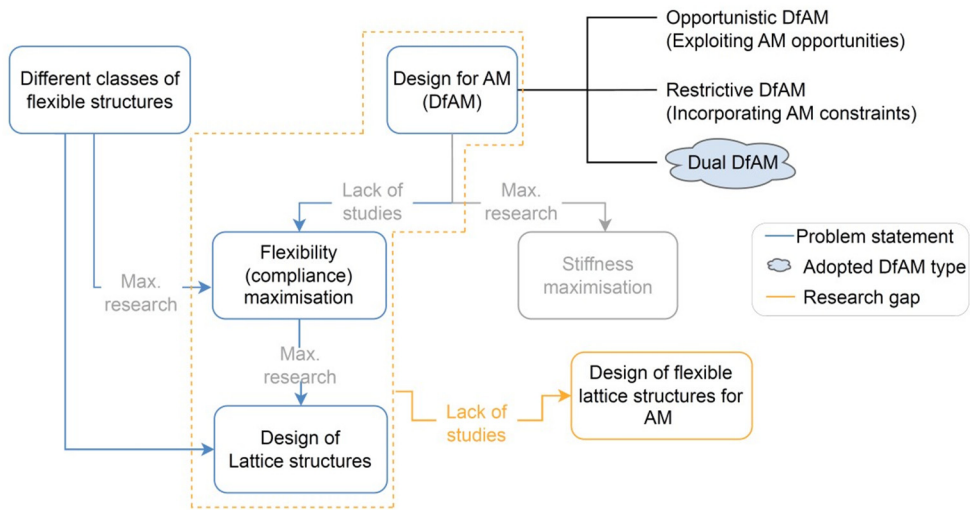 Opportunistic DfAM
(Exploiting AM opportunities)
Different classes of
flexible structures
Design for AM
(DfAM)
Restrictive DfAM
(Incorporating AM constraints)
Dual DfAM
Lack of
studies
Max.
research
Flexibility
(compliance)
maximisation
Stiffness
maximisation
Problem statement
Adopted DfAM type
Research gap
Max.
research
Max.
research
Design of flexible
lattice structures for
AM
Lack of
studies
Design of
Lattice structures